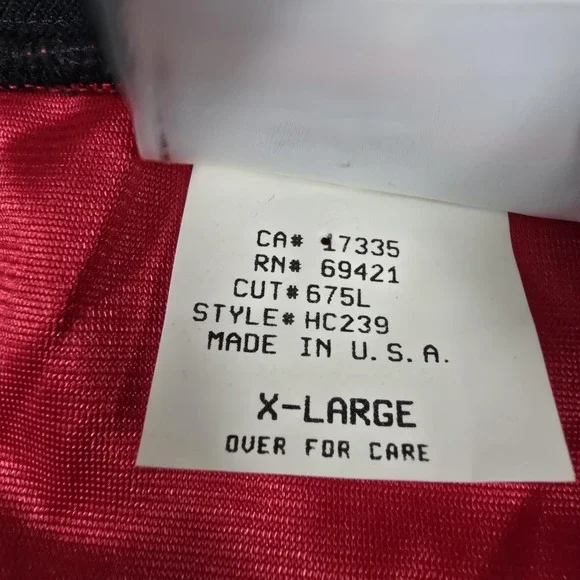 CA# 17335
RN# 69421
CUT# 675L
STYLE# HC239
MADE IN U.S.A.
X-LARGE
OVER FOR CARE